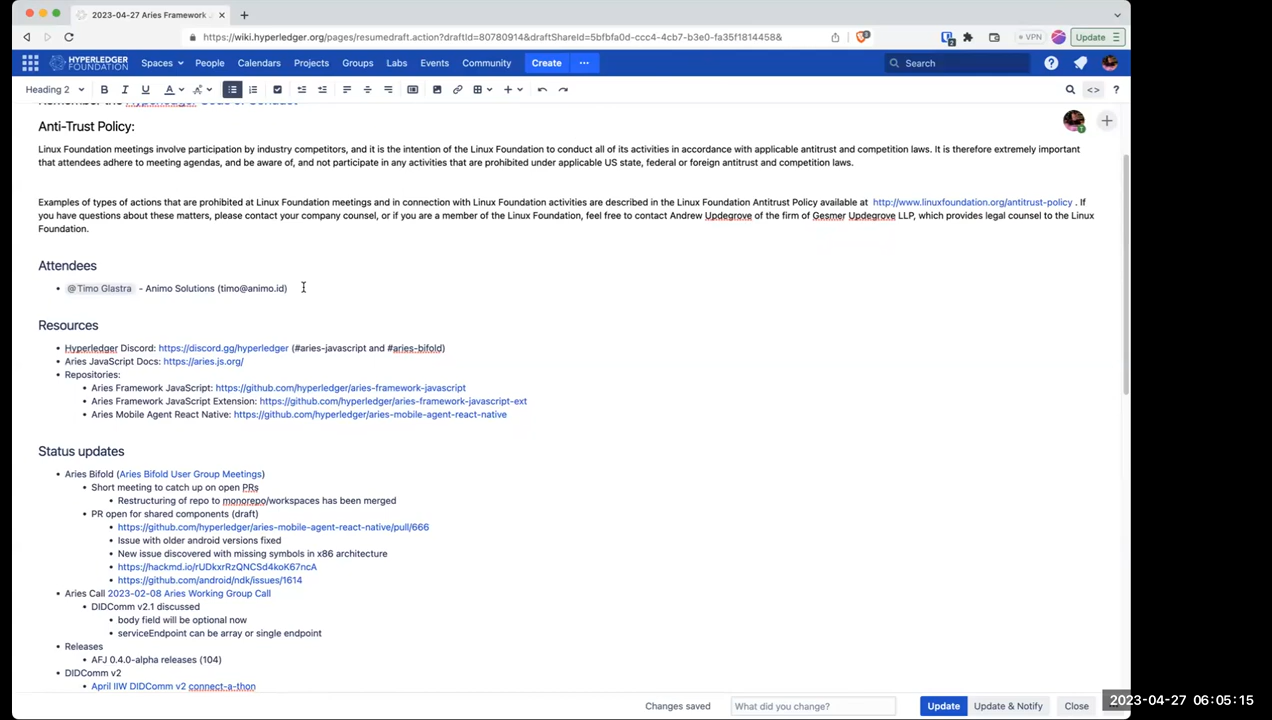 2023-04-27 Aries Framework
https://wiki.hyperledger.org/pages/resumedraft.action?draftId=80780914&draftShareId=5bfbfa0d-ccc4-4cb7-b3e0-fa35f1814458&
VPN
Update
HYPERLEDGER
FOUNDATION
Spaces People Calendars Projects Groups Labs Events Community Create Search
Heading 2
Remember the Hyperledger Code of Conduct
Anti-Trust Policy:
Linux Foundation meetings involve participation by industry competitors, and it is the intention of the Linux Foundation to conduct all of its activities in accordance with applicable antitrust and competition laws. It is therefore extremely important
that attendees adhere to meeting agendas, and be aware of, and not participate in any activities that are prohibited under applicable US state, federal or foreign antitrust and competition laws.
Examples of types of actions that are prohibited at Linux Foundation meetings and in connection with Linux Foundation activities are described in the Linux Foundation Antitrust Policy available at http://www.linuxfoundation.org/antitrust-policy . If
you have questions about these matters, please contact your company counsel, or if you are a member of the Linux Foundation, feel free to contact Andrew Updegrove of the firm of Gesmer Updegrove LLP, which provides legal counsel to the Linux
Foundation.
Attendees
@Timo Glastra - Animo Solutions (timo@animo.id)
Resources
Hyperledger Discord: https://discord.gg/hyperledger (#aries-javascript and #aries-bifold)
Aries JavaScript Docs: https://aries.js.org/
Repositories:
Aries Framework JavaScript: https://github.com/hyperledger/aries-framework-javascript
Aries Framework JavaScript Extension: https://github.com/hyperledger/aries-framework-javascript-ext
Aries Mobile Agent React Native: https://github.com/hyperledger/aries-mobile-agent-react-native
Status updates
Aries Bifold (Aries Bifold User Group Meetings)
Short meeting to catch up on open PRs
Restructuring of repo to monorepo/workspaces has been merged
PR open for shared components (draft)
https://github.com/hyperledger/aries-mobile-agent-react-native/pull/666
Issue with older android versions fixed
New issue discovered with missing symbols in x86 architecture
https://hackmd.io/rUDkxrRzQNCSd4koK67ncA
https://github.com/android/ndk/issues/1614
Aries Call 2023-02-08 Aries Working Group Call
DIDComm v2.1 discussed
body field will be optional now
serviceEndpoint can be array or single endpoint
Releases
AFJ 0.4.0-alpha releases (104)
DIDComm v2
April IIW DIDComm v2 connect-a-thon
Changes saved What did you change? Update Update & Notify Close
2023-04-27 06:05:15